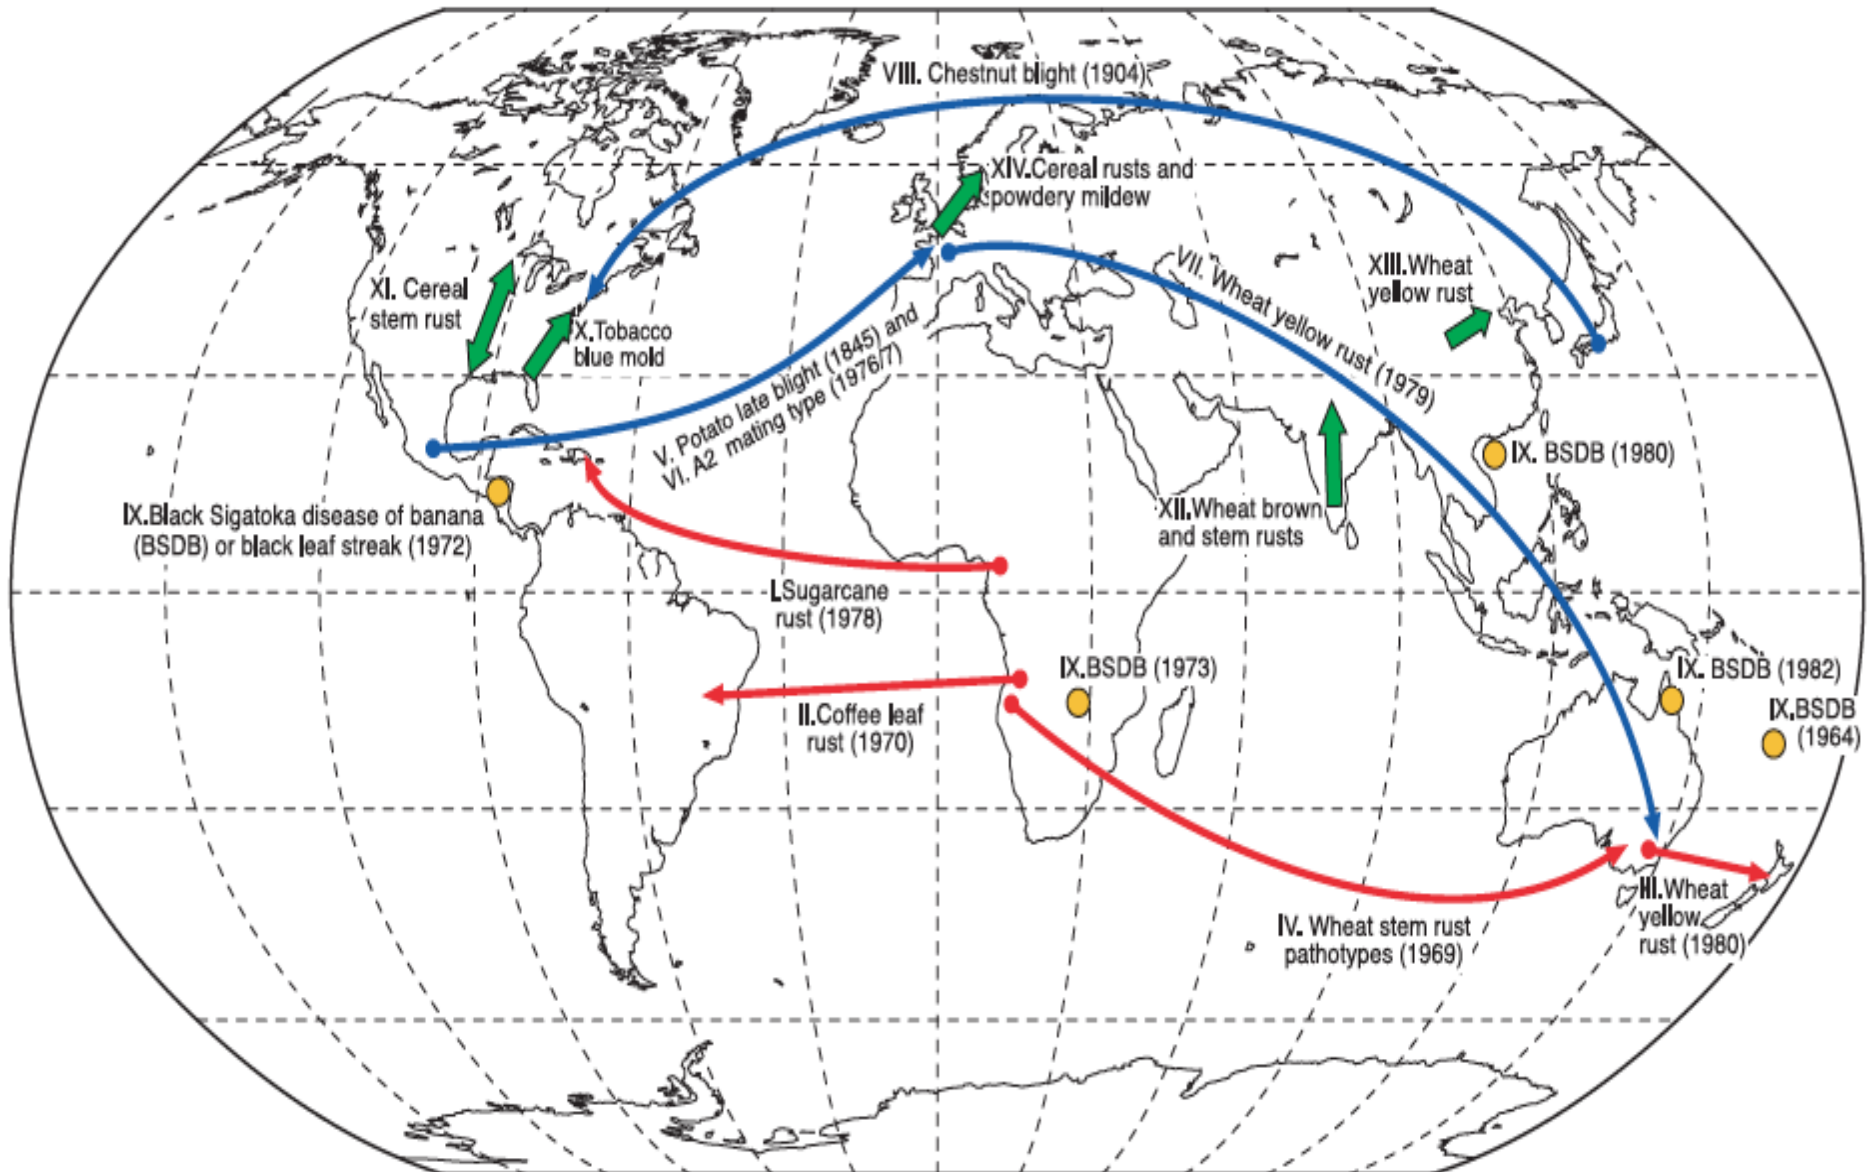 VIII. Chestnut blight (1904)
XIV.Cereal rusts and
powdery mildew
XI. Cereal
stem rust
X.Tobacco
blue mold
V. Potato late blight (1845) and
VI. A2 mating type (1976/7)
VII. Wheat yellow rust (1979)
XIII.Wheat
yellow rust
IX. BSDB (1980)
IX.Black Sigatoka disease of banana
(BSDB) or black leaf streak (1972)
XII.Wheat brown
and stem rusts
I.Sugarcane
rust (1978)
IX.BSDB (1973)
IX. BSDB (1982)
IX.BSDB
(1964)
II.Coffee leaf
rust (1970)
III.Wheat
yellow
rust (1980)
IV. Wheat stem rust
pathotypes (1969)